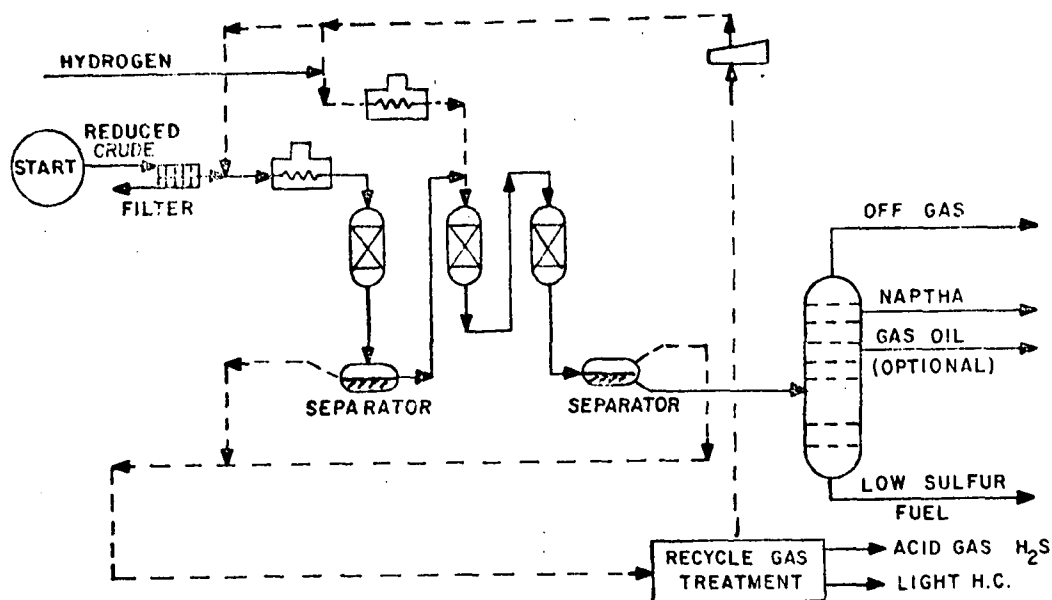 HYDROGEN
START
REDUCED
CRUDE
FILTER
SEPARATOR
SEPARATOR
OFF GAS
NAPTHA
GAS OIL
(OPTIONAL)
LOW SULFUR
FUEL
RECYCLE GAS
TREATMENT
ACID GAS H₂S
LIGHT H.C.